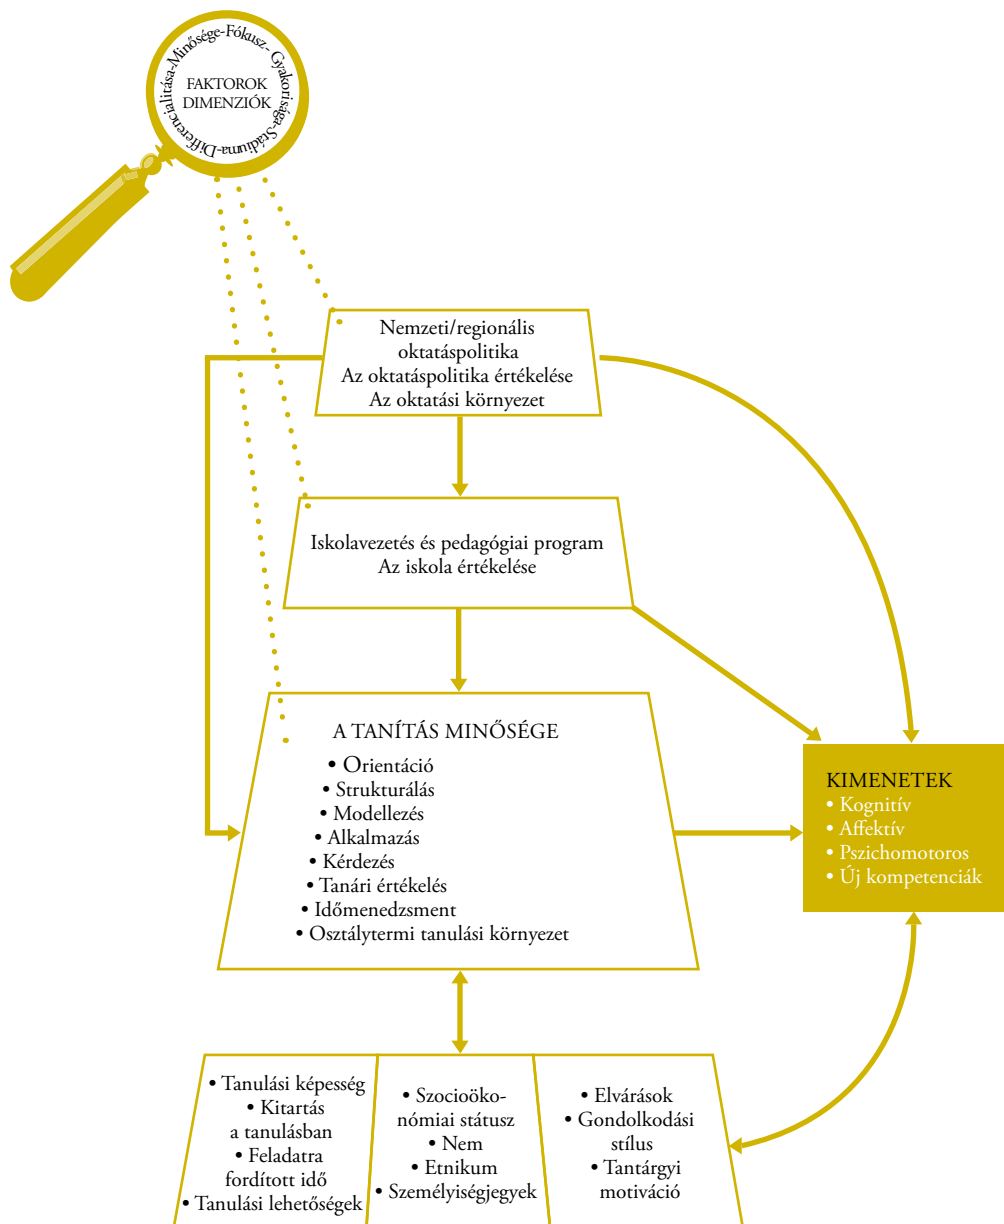 Differencialitása-Minősége-Fókusz- Gyakorisága-Stádiuma-
FAKTOROK
DIMENZIÓK
Nemzeti/regionális
oktatáspolitika
Az oktatáspolitika értékelése
Az oktatási környezet
Iskolavezetés és pedagógiai program
Az iskola értékelése
A TANÍTÁS MINŐSÉGE
• Orientáció
• Strukturálás
• Modellezés
• Alkalmazás
• Kérdezés
• Tanári értékelés
• Időmenedzsment
• Osztálytermi tanulási környezet
KIMENETEK
• Kognitív
• Affektív
• Pszichomotoros
• Új kompetenciák
• Tanulási képesség
• Kitartás
a tanulásban
• Feladatra
fordított idő
• Tanulási lehetőségek
• Szocioöko-
nómiai státusz
• Nem
• Etnikum
• Személyiségjegyek
• Elvárások
• Gondolkodási
stílus
• Tantárgyi
motiváció